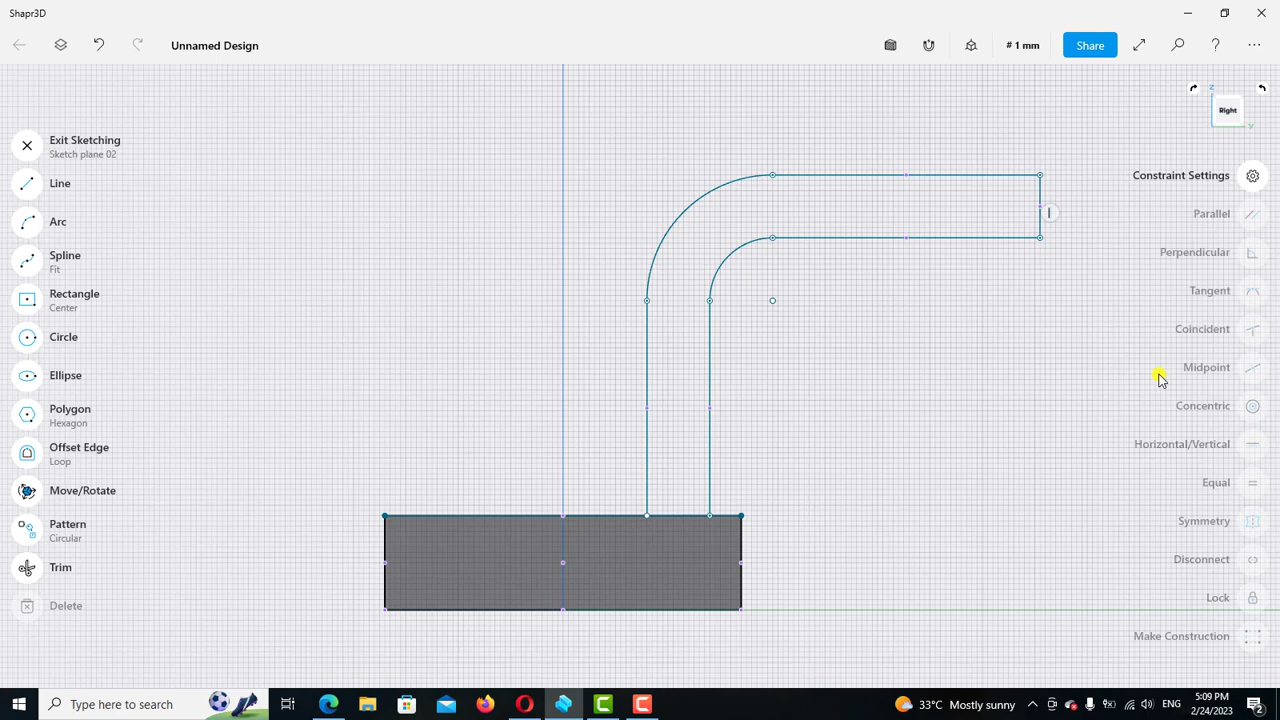 Shapr3D
Unnamed Design
# 1 mm
Share
?
Z
Right
Y
Exit Sketching
Sketch plane 02
Line
Arc
Spline
Fit
Rectangle
Center
Circle
Ellipse
Polygon
Hexagon
Offset Edge
Loop
Move/Rotate
Pattern
Circular
Trim
Delete
Constraint Settings
Parallel
Perpendicular
Tangent
Coincident
Midpoint
Concentric
Horizontal/Vertical
Equal
Symmetry
Disconnect
Lock
Make Construction
Type here to search
33°C Mostly sunny
ENG
5:09 PM
2/24/2023
2